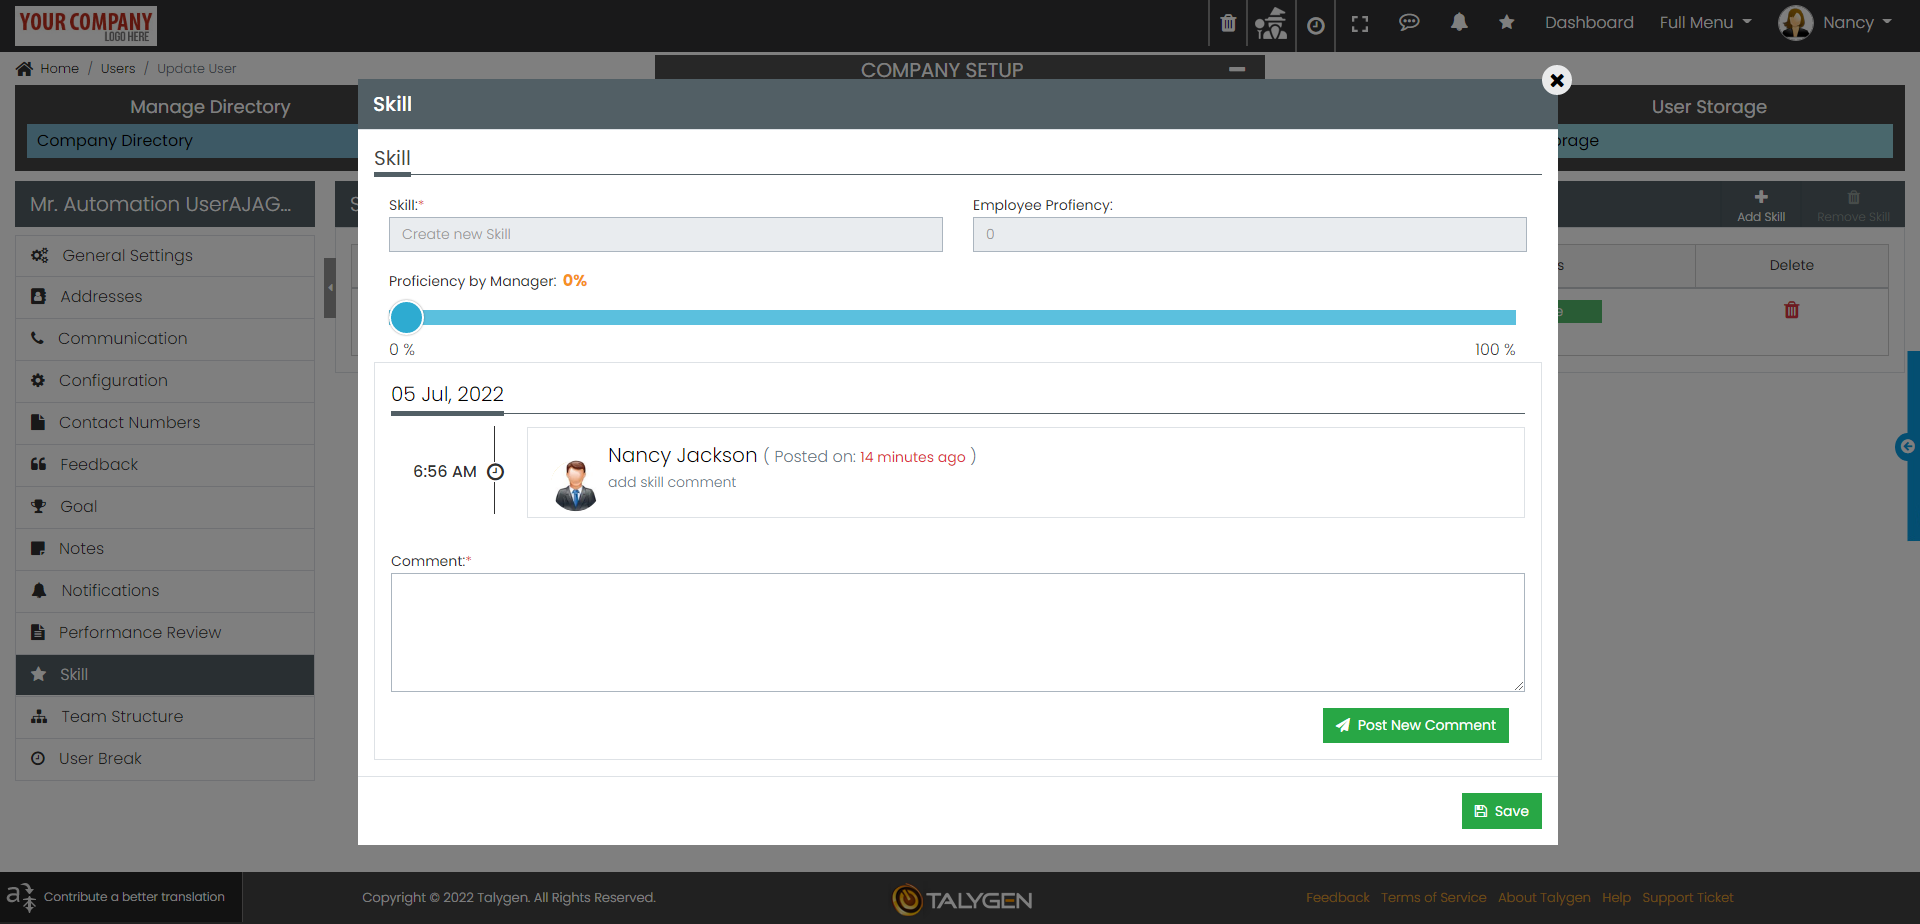 YOUR COMPANY
LOGO HERE
Dashboard
Full Menu
Nancy
Home / Users / Update User
COMPANY SETUP
Manage Directory
Company Directory
User Storage
orage
Mr. Automation UserAJAG...
S
Add Skill
Remove Skill
General Settings
Addresses
Communication
Configuration
Contact Numbers
Feedback
Goal
Notes
Notifications
Performance Review
Skill
Team Structure
User Break
s
Delete
e
Skill
Skill
Skill:*
Create new Skill
Employee Profiency:
0
Proficiency by Manager: 0%
0 %
100 %
05 Jul, 2022
6:56 AM
Nancy Jackson ( Posted on: 14 minutes ago )
add skill comment
Comment:*
Post New Comment
Save
Contribute a better translation
Copyright © 2022 Talygen. All Rights Reserved.
TALYGEN
Feedback Terms of Service About Talygen Help Support Ticket